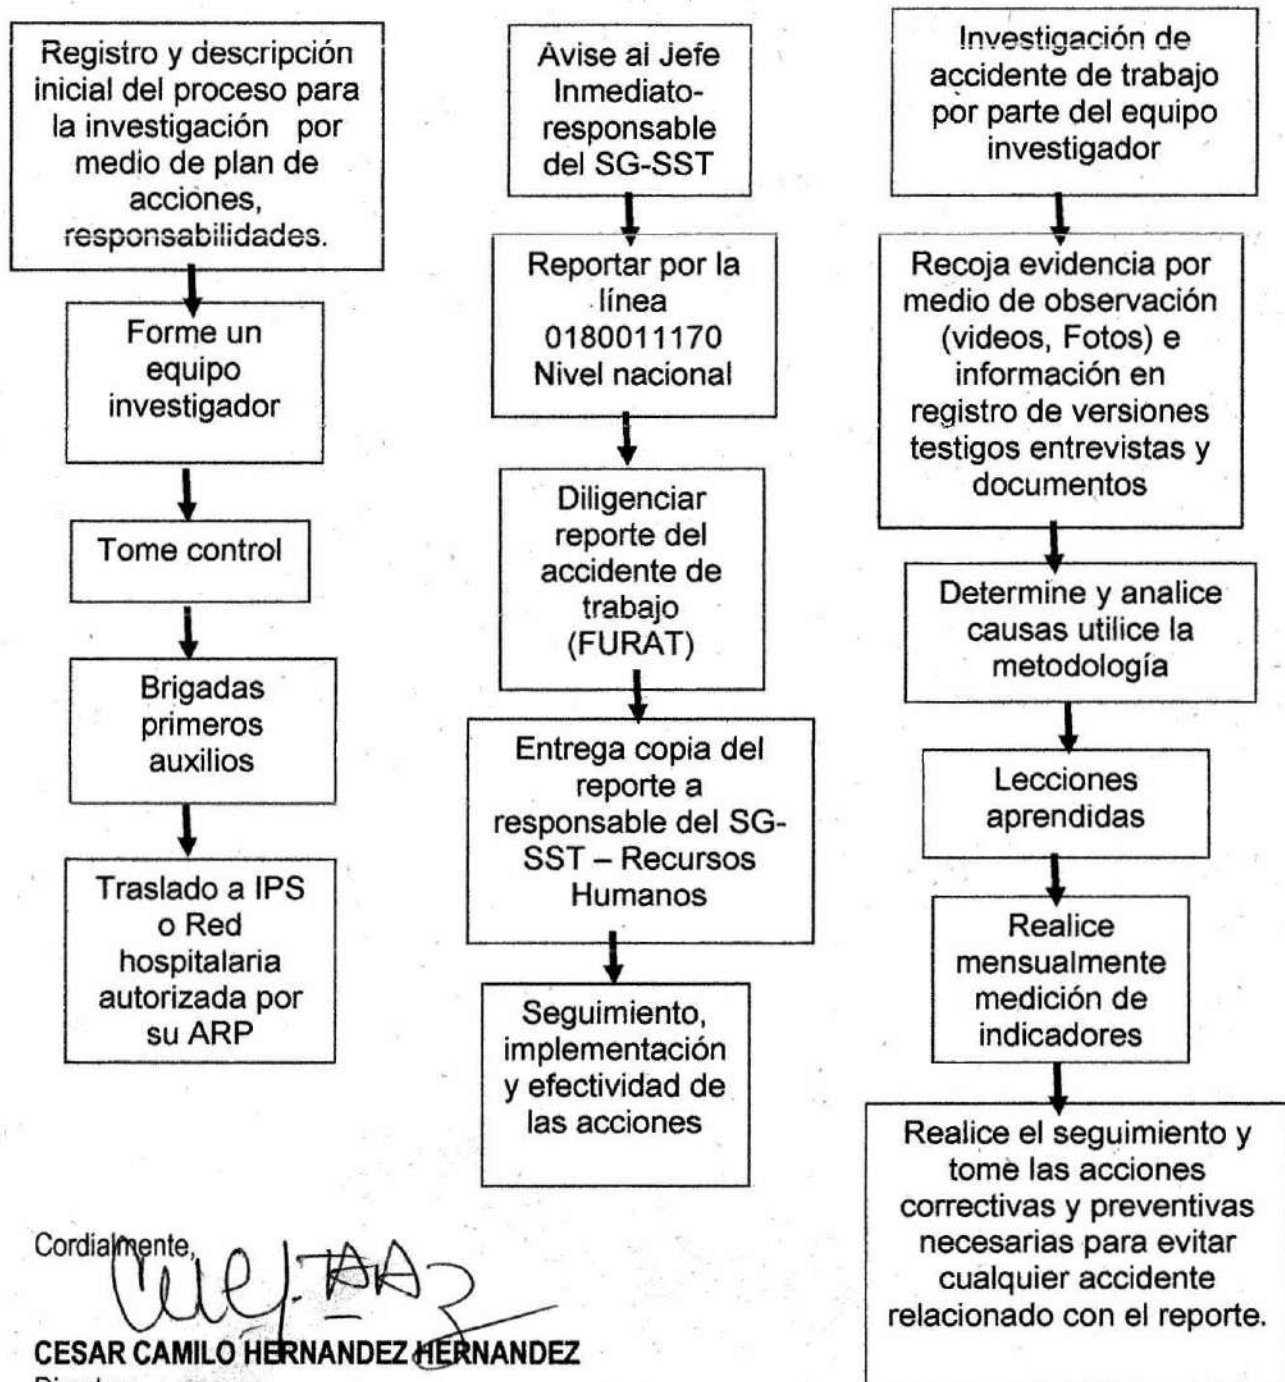 Registro y descripción
inicial del proceso para
la investigación por
medio de plan de
acciones,
responsabilidades.
Forme un
equipo
investigador
Tome control
Brigadas
primeros
auxilios
Traslado a IPS
o Red
hospitalaria
autorizada por
su ARP
Avise al Jefe
Inmediato-
responsable
del SG-SST
Reportar por la
línea
0180011170
Nivel nacional
Diligenciar
reporte del
accidente de
trabajo
(FURAT)
Entrega copia del
reporte a
responsable del SG-
SST – Recursos
Humanos
Seguimiento,
implementación
y efectividad de
las acciones
Investigación de
accidente de trabajo
por parte del equipo
investigador
Recoja evidencia por
medio de observación
(videos, Fotos) e
información en
registro de versiones
testigos entrevistas y
documentos
Determine y analice
causas utilice la
metodología
Lecciones
aprendidas
Realice
mensualmente
medición de
indicadores
Realice el seguimiento y
tome las acciones
correctivas y preventivas
necesarias para evitar
cualquier accidente
relacionado con el reporte.
Cordialmente,
CESAR CAMILO HERNANDEZ HERNANDEZ